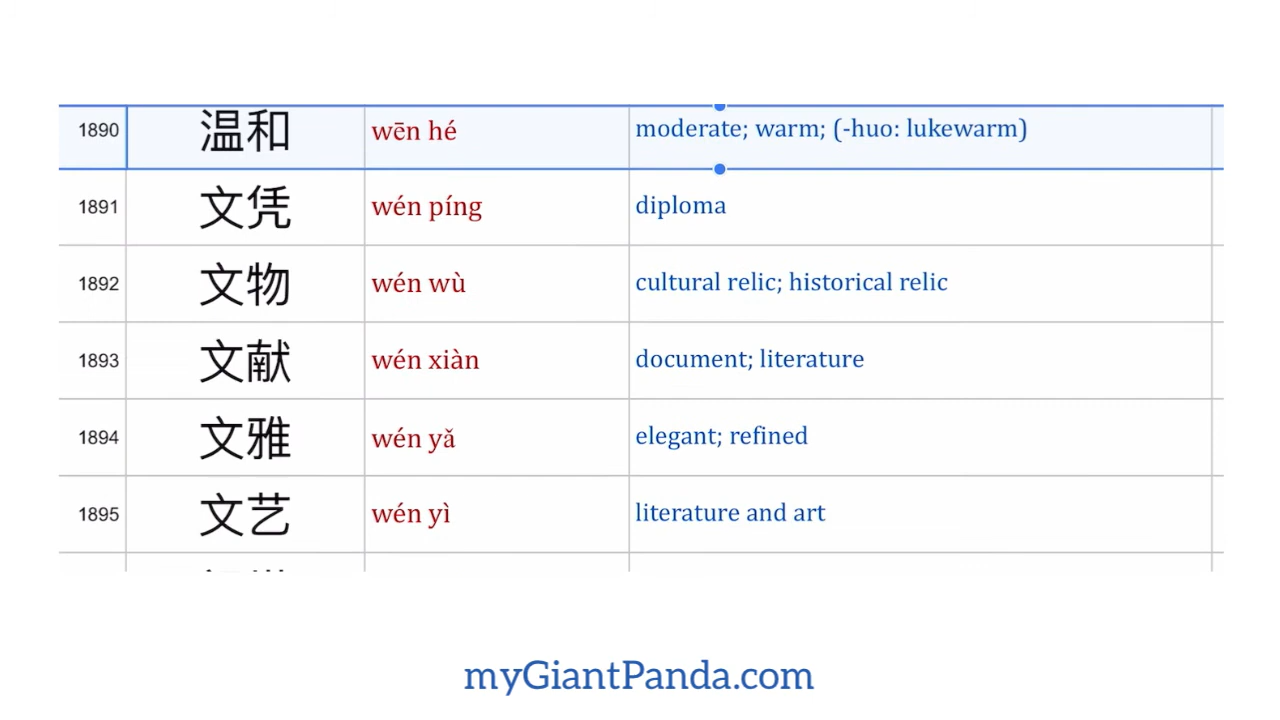 1890 温和 wēn hé moderate; warm; (-huo: lukewarm)
1891 文凭 wén píng diploma
1892 文物 wén wù cultural relic; historical relic
1893 文献 wén xiàn document; literature
1894 文雅 wén yǎ elegant; refined
1895 文艺 wén yì literature and art
myGiantPanda.com